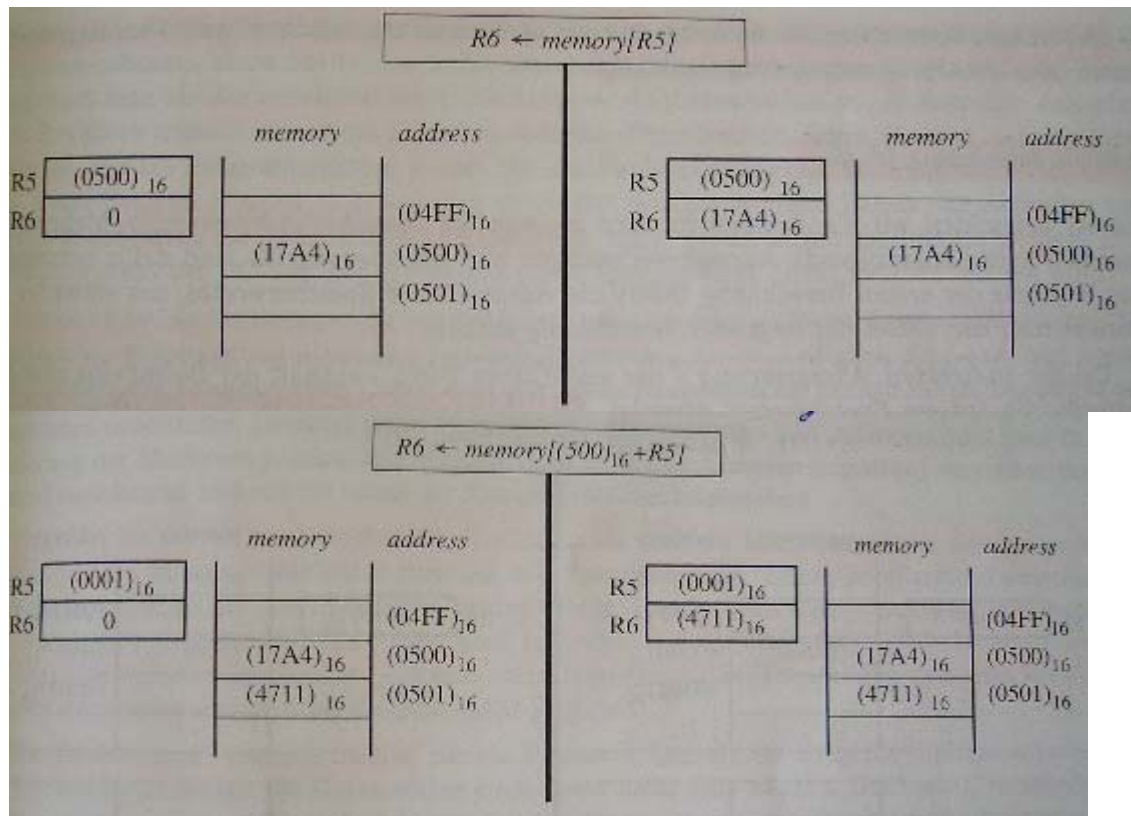 R6 ← memory[R5]
memory address
R5 (0500) 16
R6 0
(04FF)16
(17A4)16 (0500)16
(0501)16
memory address
R5 (0500) 16
R6 (17A4)16
(04FF)16
(17A4)16 (0500)16
(0501)16
R6 ← memory[(500)16+R5]
memory address
R5 (0001)16
R6 0
(04FF)16
(17A4)16 (0500)16
(4711) 16 (0501)16
memory address
R5 (0001)16
R6 (4711)16
(04FF)16
(17A4)16 (0500)16
(4711) 16 (0501)16